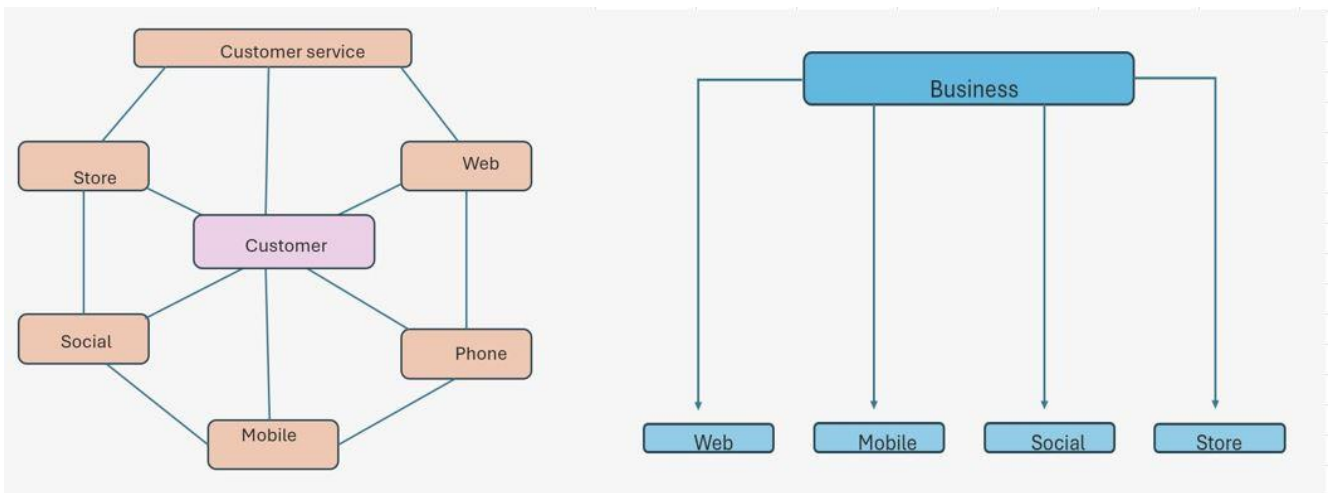 Customer service
Store
Web
Customer
Social
Phone
Mobile
Business
Web
Mobile
Social
Store